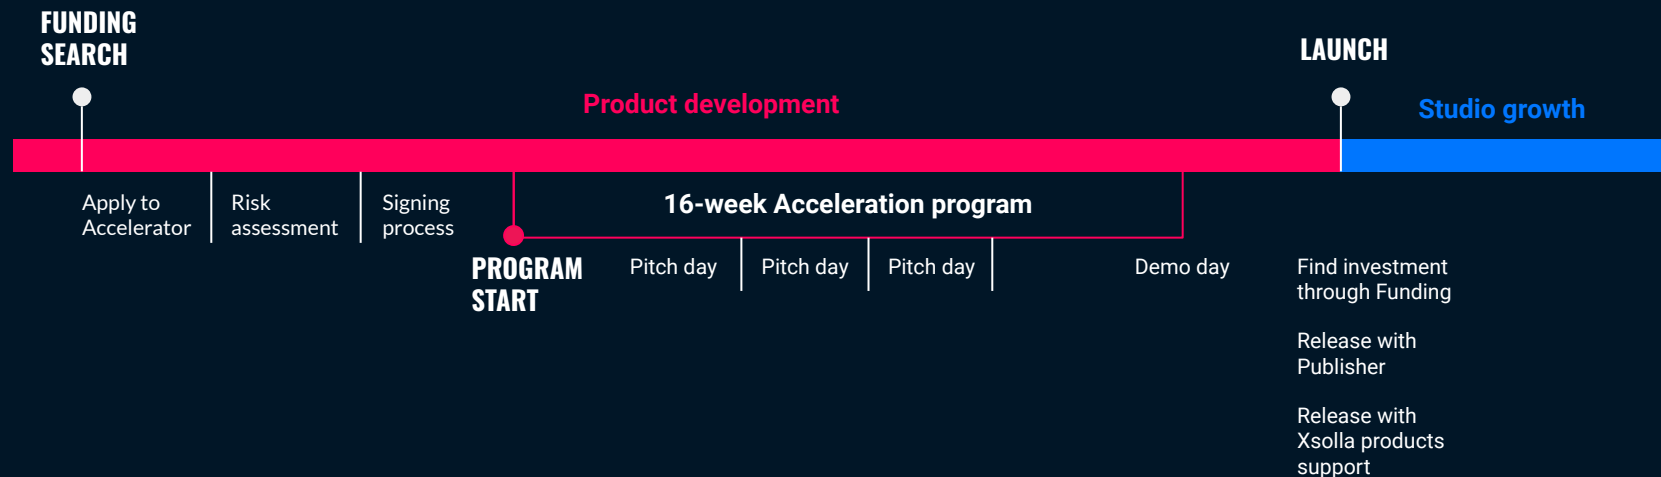 FUNDING
SEARCH
LAUNCH
Product development
Studio growth
Apply to
Accelerator
Risk
assessment
Signing
process
16-week Acceleration program
PROGRAM
START
Pitch day
Pitch day
Pitch day
Demo day
Find investment
through Funding
Release with
Publisher
Release with
Xsolla products
support